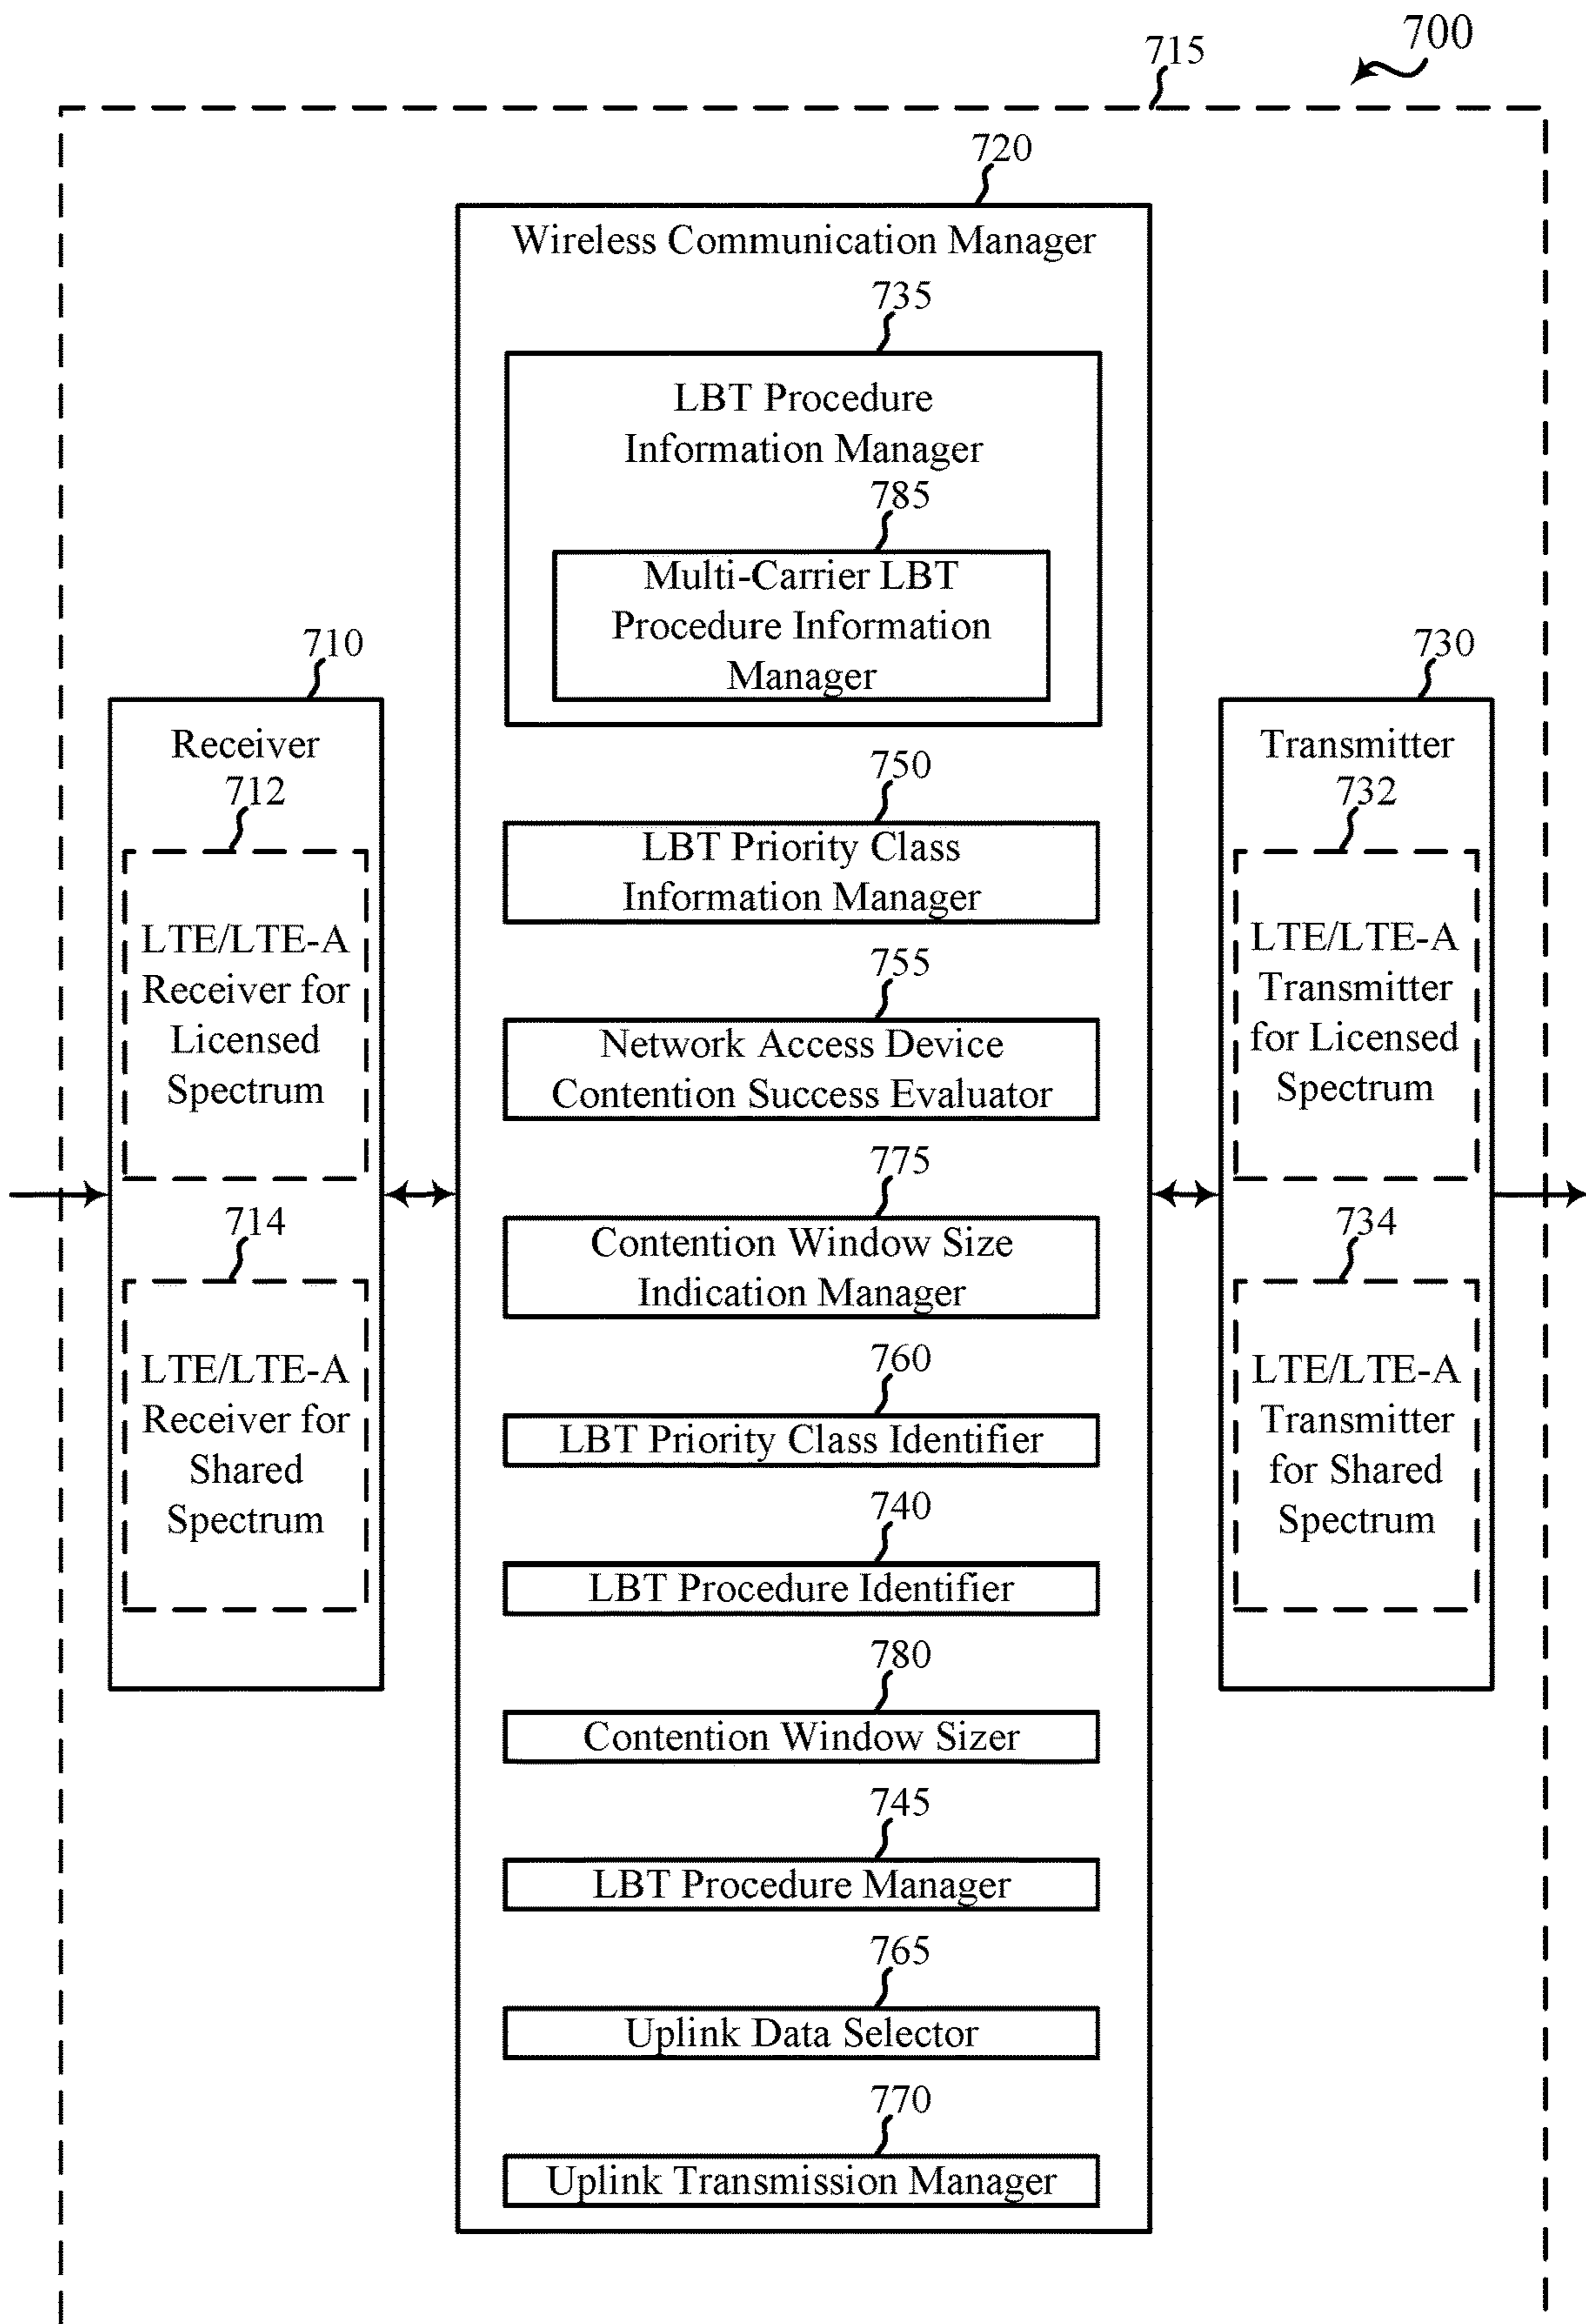 700
715
720
Wireless Communication Manager
735
LBT Procedure
Information Manager
785
Multi-Carrier LBT
Procedure Information
Manager
710
Receiver
712
LTE/LTE-A
Receiver for
Licensed
Spectrum
714
LTE/LTE-A
Receiver for
Shared
Spectrum
750
LBT Priority Class
Information Manager
755
Network Access Device
Contention Success Evaluator
775
Contention Window Size
Indication Manager
760
LBT Priority Class Identifier
740
LBT Procedure Identifier
780
Contention Window Sizer
745
LBT Procedure Manager
765
Uplink Data Selector
770
Uplink Transmission Manager
730
Transmitter
732
LTE/LTE-A
Transmitter
for Licensed
Spectrum
734
LTE/LTE-A
Transmitter
for Shared
Spectrum